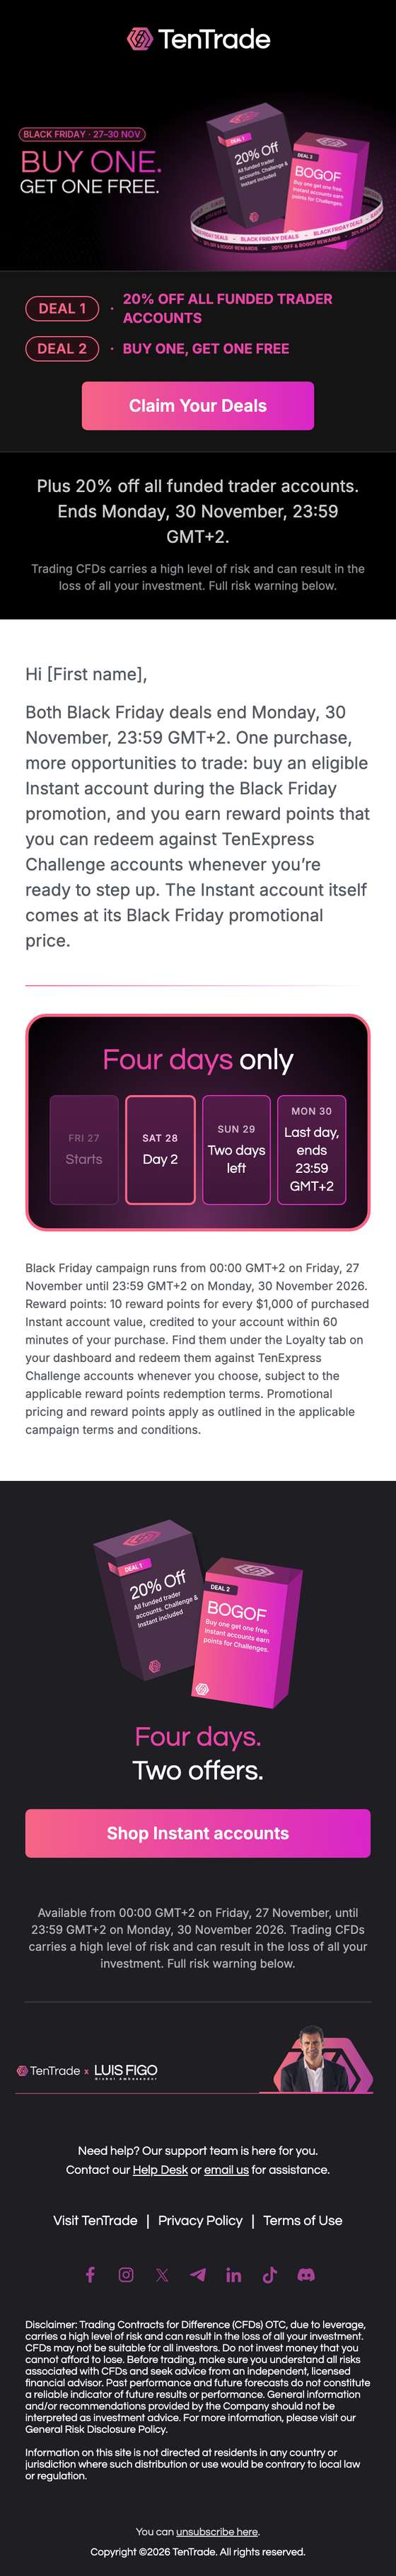 TenTrade
BLACK FRIDAY · 27–30 NOV
BUY ONE.
GET ONE FREE.
DEAL 1
20% Off
All funded trader
accounts. Challenge &
Instant included
DEAL 2
BOGOF
Buy one get one free.
Instant accounts earn
points for Challenges.
BLACK FRIDAY DEALS
20% OFF & BOGOF REWARDS
DEAL 1 · 20% OFF ALL FUNDED TRADER
ACCOUNTS
DEAL 2 · BUY ONE, GET ONE FREE
Claim Your Deals
Plus 20% off all funded trader accounts.
Ends Monday, 30 November, 23:59
GMT+2.
Trading CFDs carries a high level of risk and can result in the
loss of all your investment. Full risk warning below.
Hi [First name],
Both Black Friday deals end Monday, 30
November, 23:59 GMT+2. One purchase,
more opportunities to trade: buy an eligible
Instant account during the Black Friday
promotion, and you earn reward points that
you can redeem against TenExpress
Challenge accounts whenever you’re
ready to step up. The Instant account itself
comes at its Black Friday promotional
price.
Four days only
FRI 27
Starts
SAT 28
Day 2
SUN 29
Two days
left
MON 30
Last day,
ends
23:59
GMT+2
Black Friday campaign runs from 00:00 GMT+2 on Friday, 27
November until 23:59 GMT+2 on Monday, 30 November 2026.
Reward points: 10 reward points for every $1,000 of purchased
Instant account value, credited to your account within 60
minutes of your purchase. Find them under the Loyalty tab on
your dashboard and redeem them against TenExpress
Challenge accounts whenever you choose, subject to the
applicable reward points redemption terms. Promotional
pricing and reward points apply as outlined in the applicable
campaign terms and conditions.
DEAL 1
20% Off
All funded trader
accounts. Challenge &
Instant included
DEAL 2
BOGOF
Buy one get one free.
Instant accounts earn
points for Challenges.
Four days.
Two offers.
Shop Instant accounts
Available from 00:00 GMT+2 on Friday, 27 November, until
23:59 GMT+2 on Monday, 30 November 2026. Trading CFDs
carries a high level of risk and can result in the loss of all your
investment. Full risk warning below.
TenTrade x LUIS FIGO
Global Ambassador
Need help? Our support team is here for you.
Contact our Help Desk or email us for assistance.
Visit TenTrade | Privacy Policy | Terms of Use
Disclaimer: Trading Contracts for Difference (CFDs) OTC, due to leverage,
carries a high level of risk and can result in the loss of all your investment.
CFDs may not be suitable for all investors. Do not invest money that you
cannot afford to lose. Before trading, make sure you understand all risks
associated with CFDs and seek advice from an independent, licensed
financial advisor. Past performance and future forecasts do not constitute
a reliable indicator of future results or performance. General information
and/or recommendations provided by the Company should not be
interpreted as investment advice. For more information, please visit our
General Risk Disclosure Policy.
Information on this site is not directed at residents in any country or
jurisdiction where such distribution or use would be contrary to local law
or regulation.
You can unsubscribe here.
Copyright ©2026 TenTrade. All rights reserved.